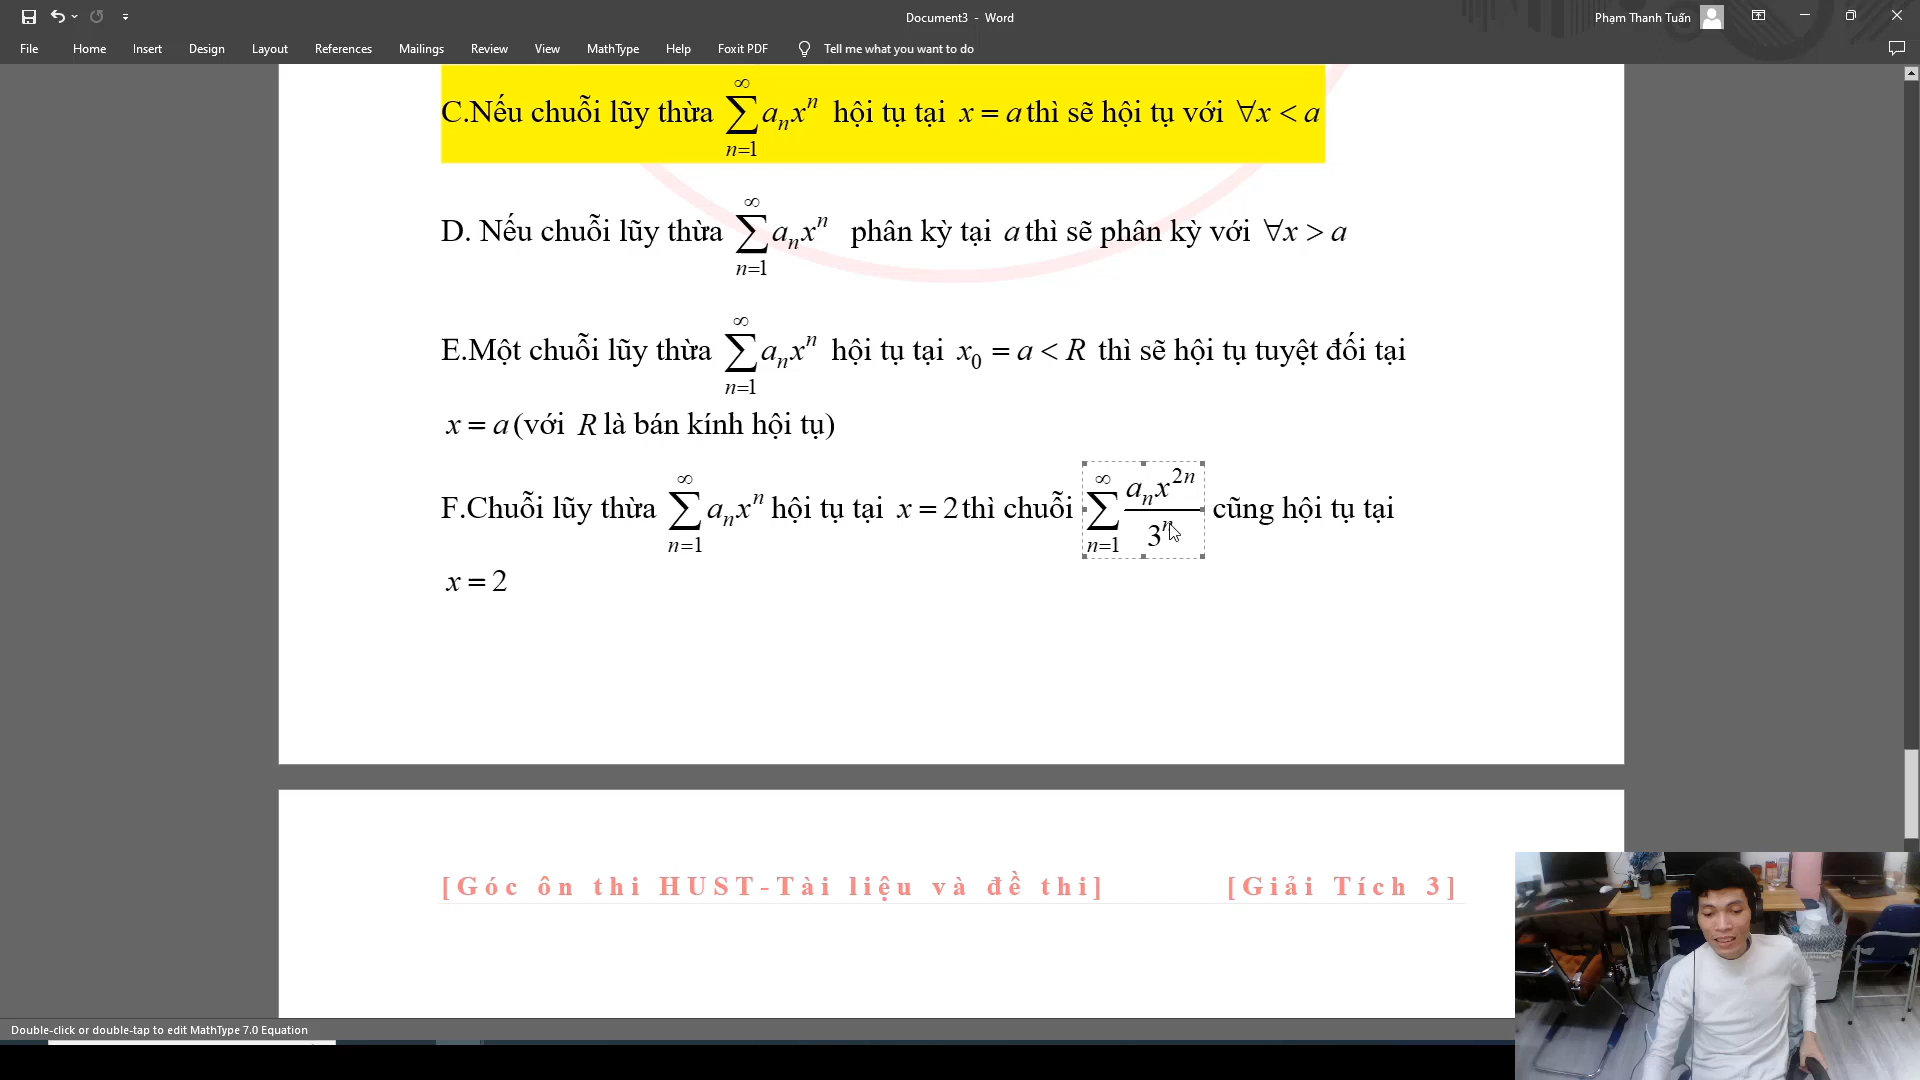 Document3 - Word
Phạm Thanh Tuấn
File Home Insert Design Layout References Mailings Review View MathType Help Foxit PDF Tell me what you want to do
C.Nếu chuỗi lũy thừa ∑_{n=1}^{∞} a_n x^n hội tụ tại x = a thì sẽ hội tụ với ∀x < a
D. Nếu chuỗi lũy thừa ∑_{n=1}^{∞} a_n x^n phân kỳ tại a thì sẽ phân kỳ với ∀x > a
E.Một chuỗi lũy thừa ∑_{n=1}^{∞} a_n x^n hội tụ tại x_0 = a < R thì sẽ hội tụ tuyệt đối tại
x = a (với R là bán kính hội tụ)
F.Chuỗi lũy thừa ∑_{n=1}^{∞} a_n x^n hội tụ tại x = 2 thì chuỗi ∑_{n=1}^{∞} a_n x^{2n} / 3^n cũng hội tụ tại
x = 2
[Góc ôn thi HUST-Tài liệu và đề thi] [Giải Tích 3]
Double-click or double-tap to edit MathType 7.0 Equation